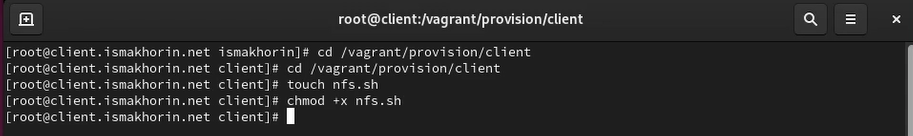 root@client:/vagrant/provision/client
[root@client.ismakhorin.net ismakhorin]# cd /vagrant/provision/client
[root@client.ismakhorin.net client]# cd /vagrant/provision/client
[root@client.ismakhorin.net client]# touch nfs.sh
[root@client.ismakhorin.net client]# chmod +x nfs.sh
[root@client.ismakhorin.net client]#